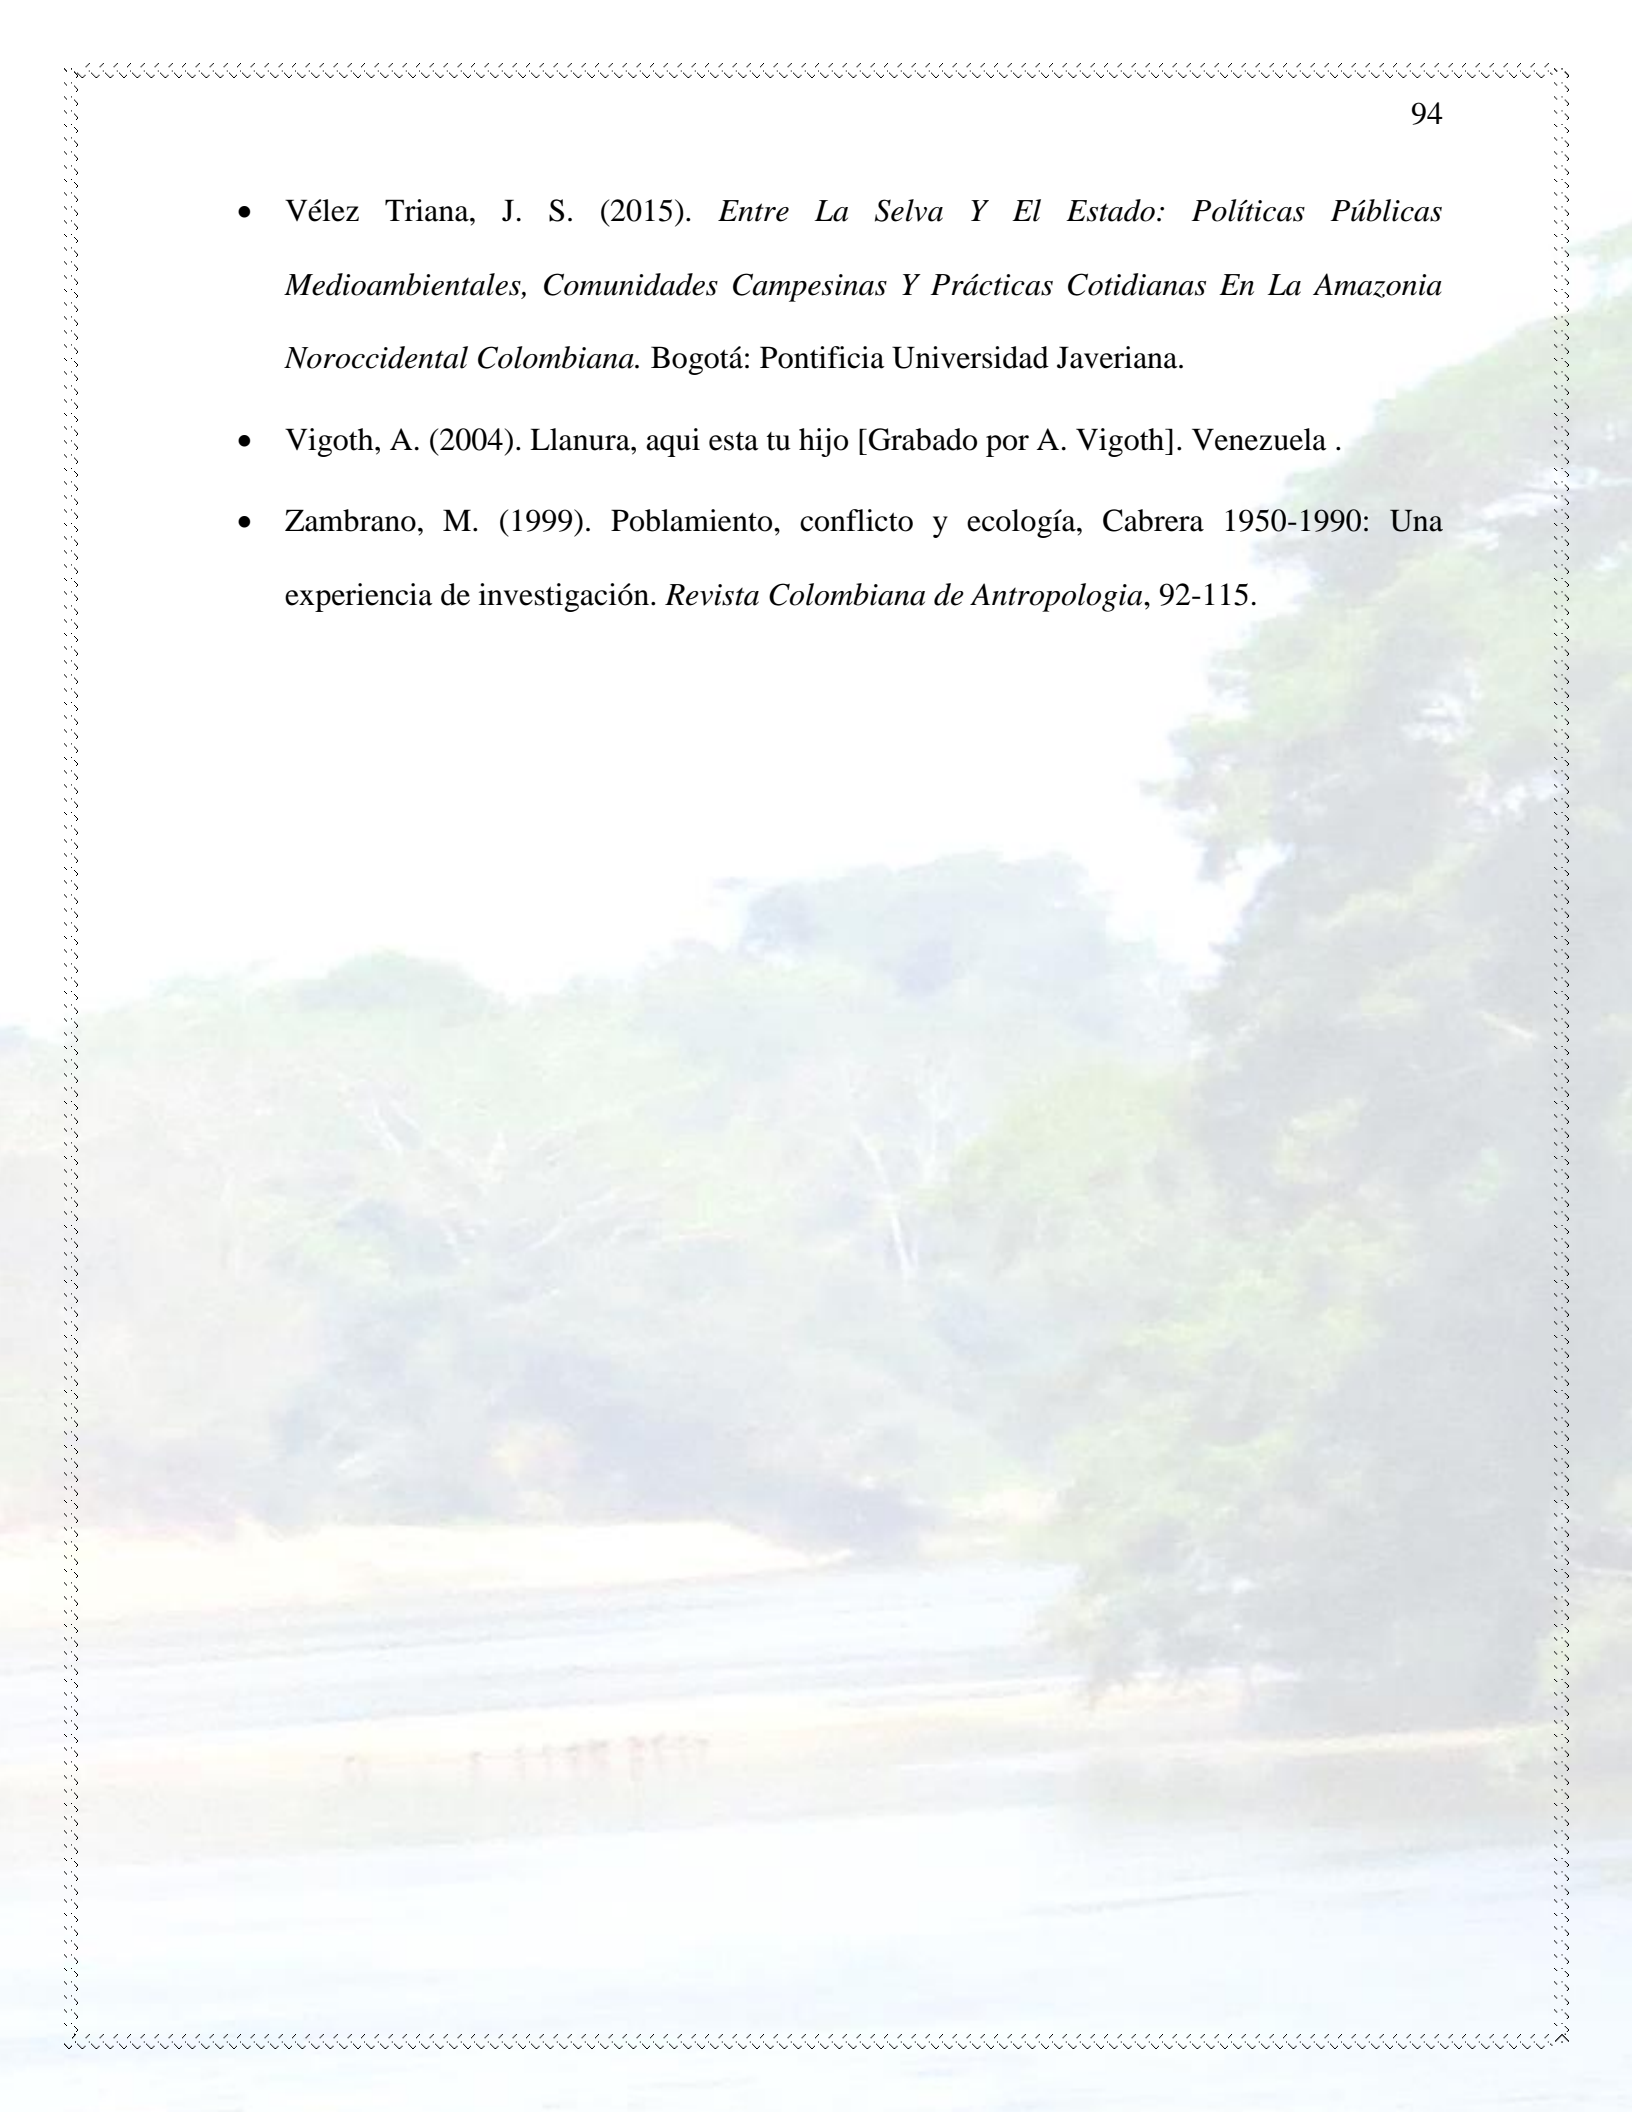 94
• Vélez Triana, J. S. (2015). Entre La Selva Y El Estado: Políticas Públicas
Medioambientales, Comunidades Campesinas Y Prácticas Cotidianas En La Amazonia
Noroccidental Colombiana. Bogotá: Pontificia Universidad Javeriana.
• Vigoth, A. (2004). Llanura, aqui esta tu hijo [Grabado por A. Vigoth]. Venezuela .
• Zambrano, M. (1999). Poblamiento, conflicto y ecología, Cabrera 1950-1990: Una
experiencia de investigación. Revista Colombiana de Antropologia, 92-115.